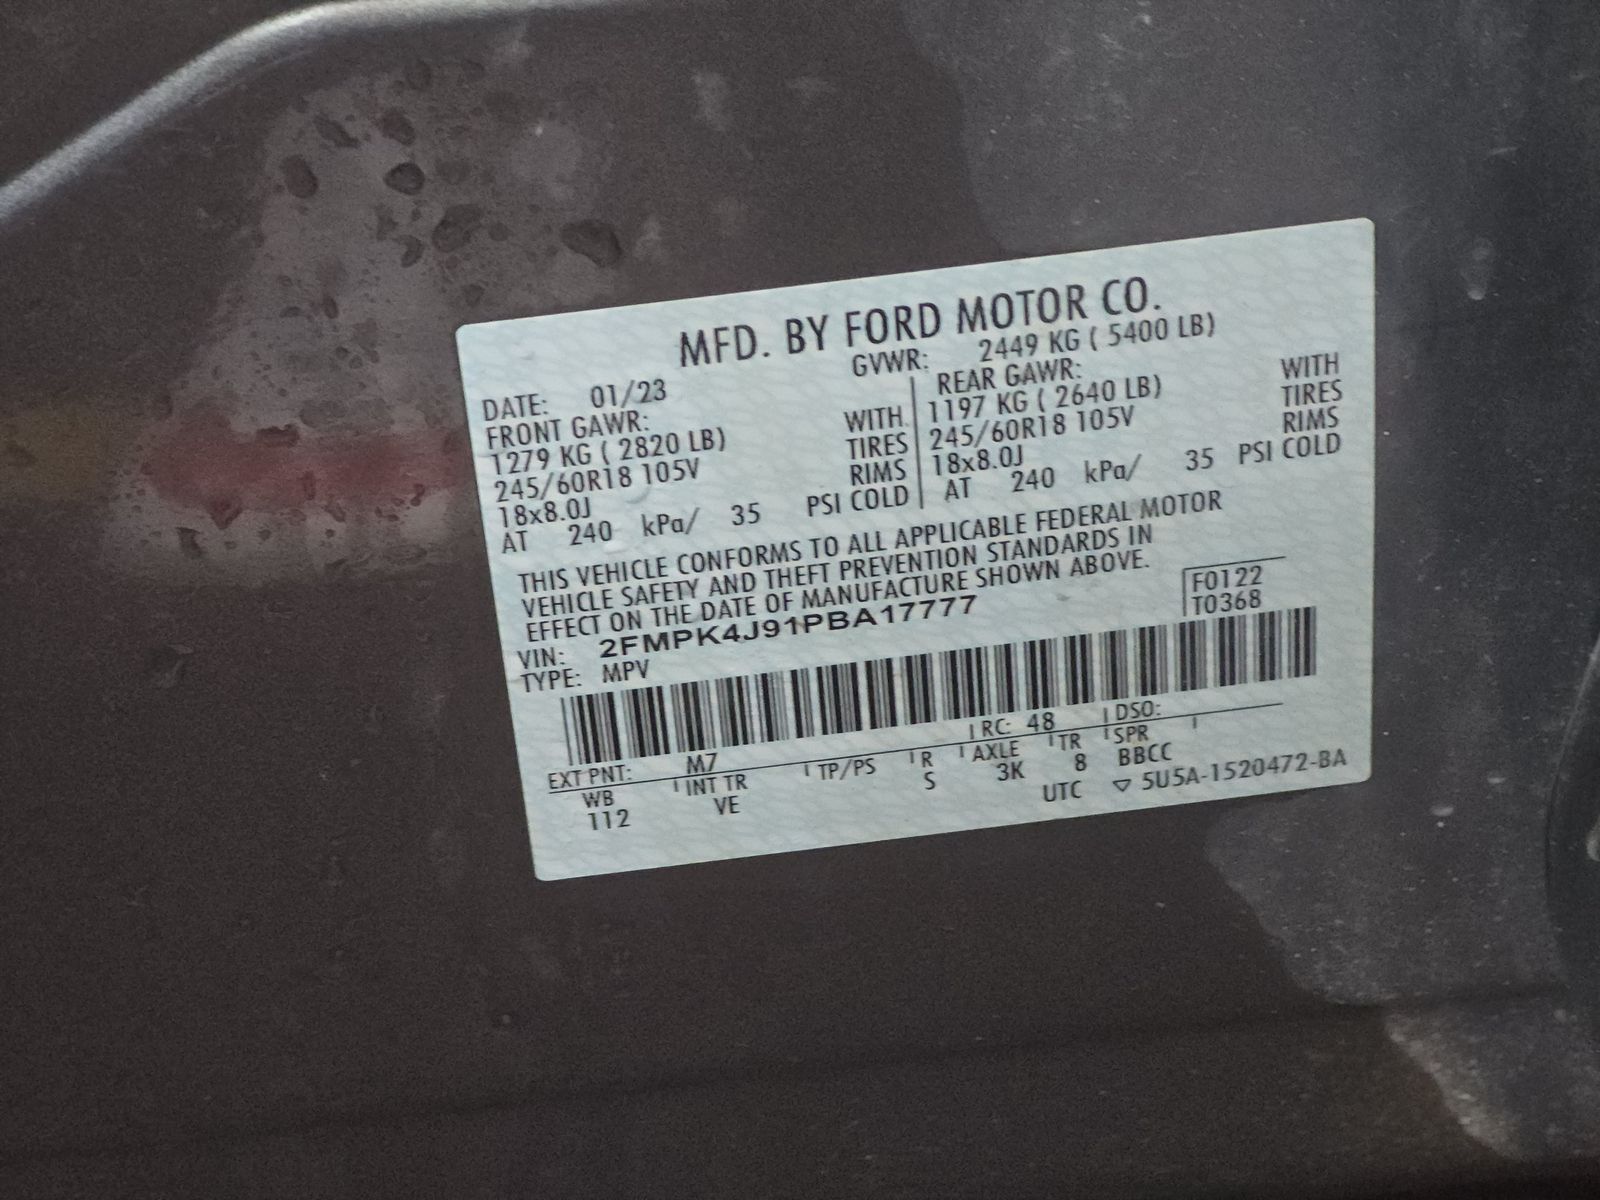 MFD. BY FORD MOTOR CO.
DATE: 01/23 GVWR: 2449 KG ( 5400 LB)
FRONT GAWR: REAR GAWR:
1279 KG ( 2820 LB) WITH 1197 KG ( 2640 LB) WITH
245/60R18 105V TIRES 245/60R18 105V TIRES
18x8.0J RIMS 18x8.0J RIMS
AT 240 kPa/ 35 PSI COLD AT 240 kPa/ 35 PSI COLD
THIS VEHICLE CONFORMS TO ALL APPLICABLE FEDERAL MOTOR
VEHICLE SAFETY AND THEFT PREVENTION STANDARDS IN
EFFECT ON THE DATE OF MANUFACTURE SHOWN ABOVE.
VIN: 2FMPK4J91PBA17777 F0122
TYPE: MPV T0368
EXT PNT: M7 RC: 48 DSO:
WB INT TR TP/PS R AXLE TR SPR
112 VE S 3K 8 BBCC
UTC ▽ 5U5A-1520472-BA